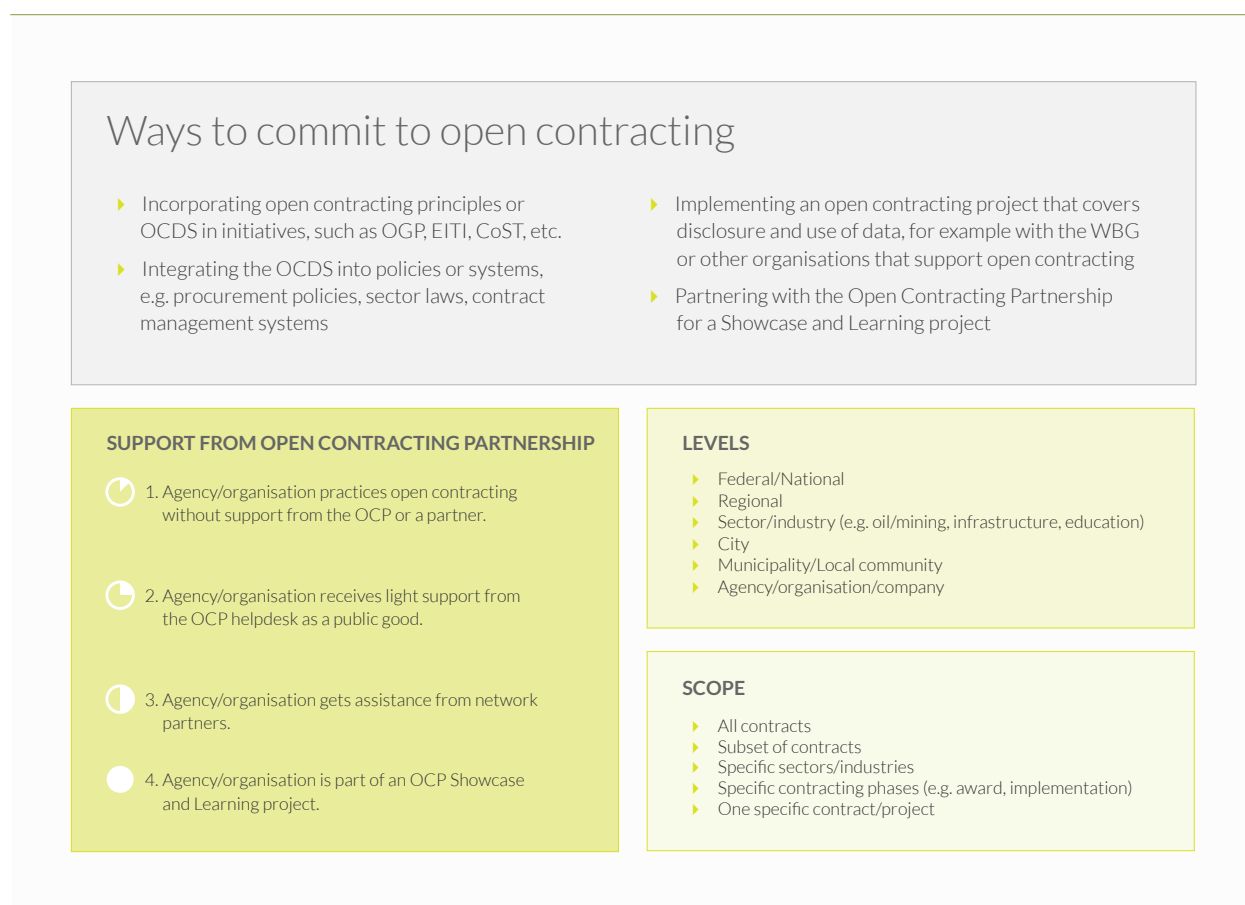 Ways to commit to open contracting
Incorporating open contracting principles or
OCDS in initiatives, such as OGP, EITI, CoST, etc.
Integrating the OCDS into policies or systems,
e.g. procurement policies, sector laws, contract
management systems
Implementing an open contracting project that covers
disclosure and use of data, for example with the WBG
or other organisations that support open contracting
Partnering with the Open Contracting Partnership
for a Showcase and Learning project
SUPPORT FROM OPEN CONTRACTING PARTNERSHIP
1. Agency/organisation practices open contracting
without support from the OCP or a partner.
2. Agency/organisation receives light support from
the OCP helpdesk as a public good.
3. Agency/organisation gets assistance from network
partners.
4. Agency/organisation is part of an OCP Showcase
and Learning project.
LEVELS
Federal/National
Regional
Sector/industry (e.g. oil/mining, infrastructure, education)
City
Municipality/Local community
Agency/organisation/company
SCOPE
All contracts
Subset of contracts
Specific sectors/industries
Specific contracting phases (e.g. award, implementation)
One specific contract/project